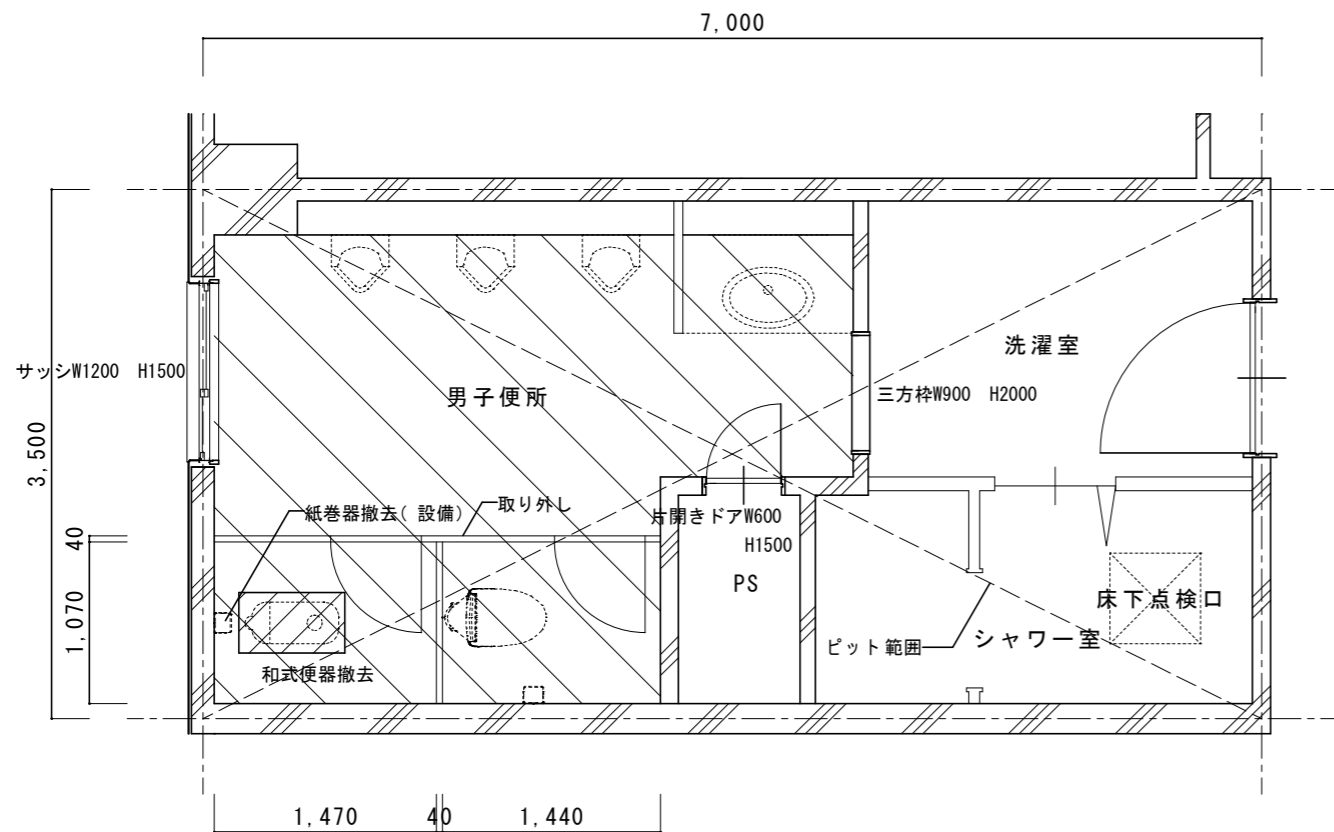 7,000
洗濯室
サッシW1200 H1500
男子便所
三方枠W900 H2000
3,500
取り外し
紙巻器撤去(設備)
片開きドアW600
H1500
40
PS
床下点検口
1,070
シャワー室
ピット範囲
和式便器撤去
1,470
40
1,440